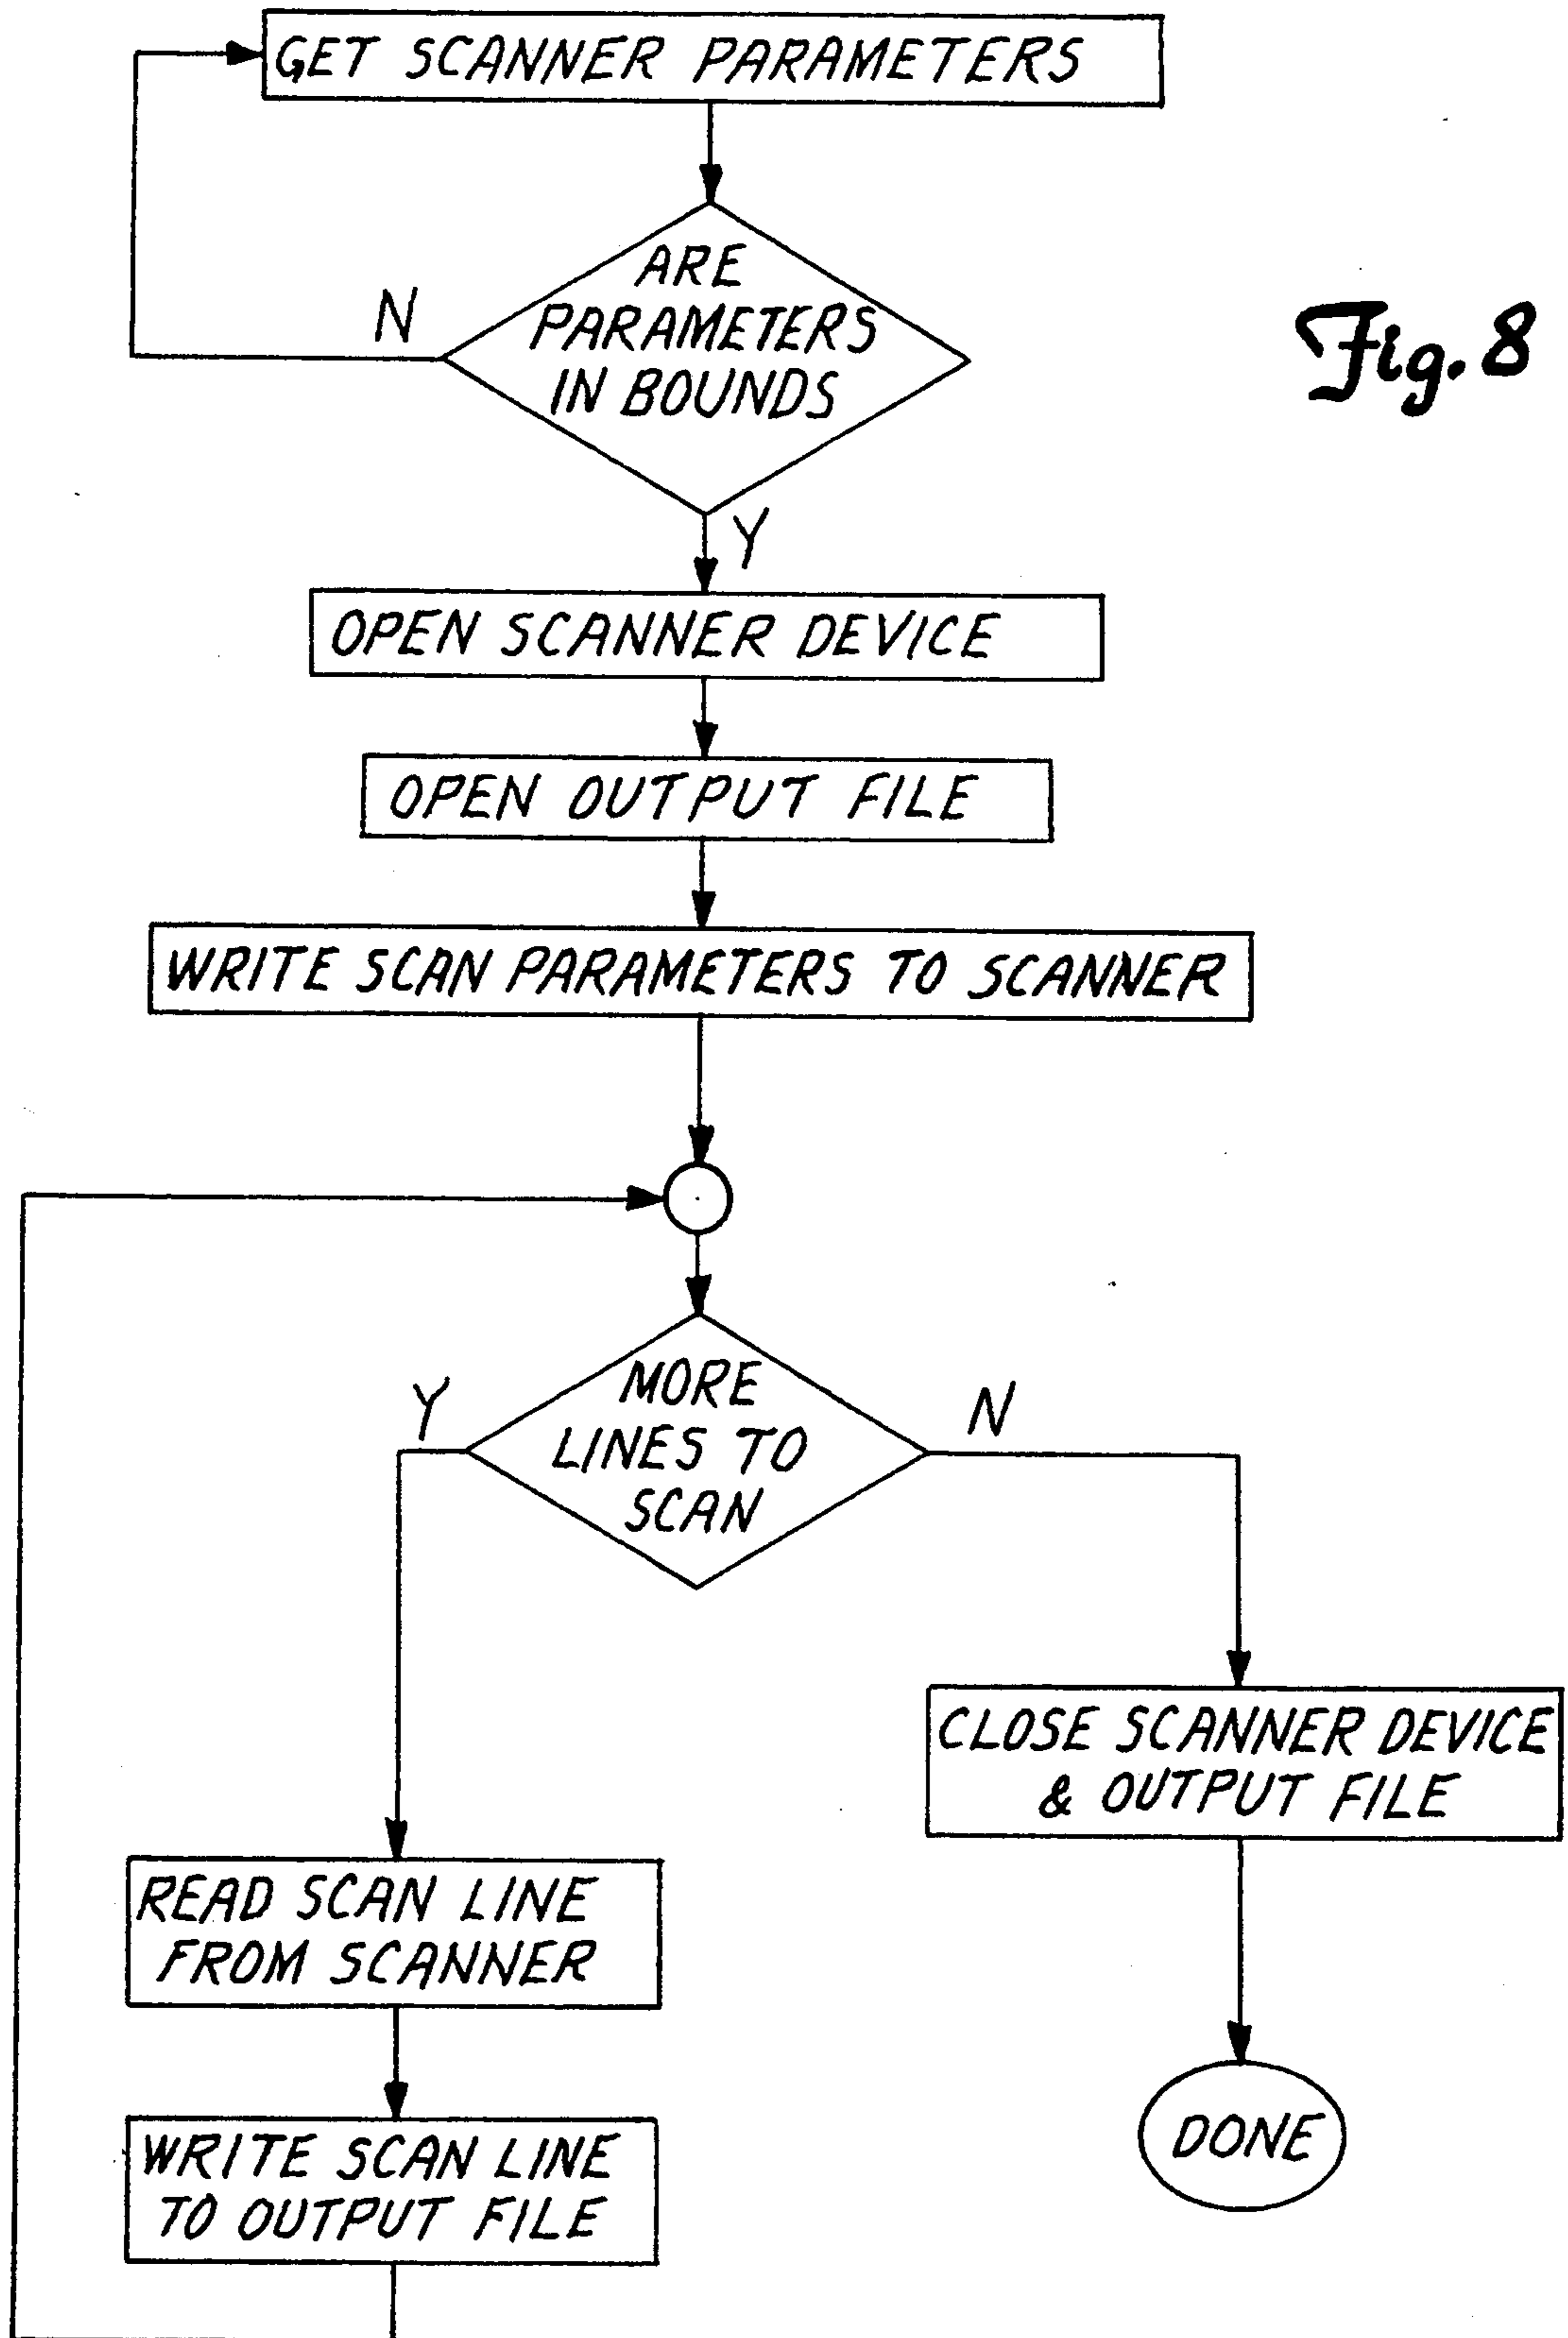 GET SCANNER PARAMETERS
ARE
PARAMETERS
IN BOUNDS
N
Fig. 8
Y
OPEN SCANNER DEVICE
OPEN OUTPUT FILE
WRITE SCAN PARAMETERS TO SCANNER
MORE
LINES TO
SCAN
Y
N
CLOSE SCANNER DEVICE
& OUTPUT FILE
READ SCAN LINE
FROM SCANNER
WRITE SCAN LINE
TO OUTPUT FILE
DONE